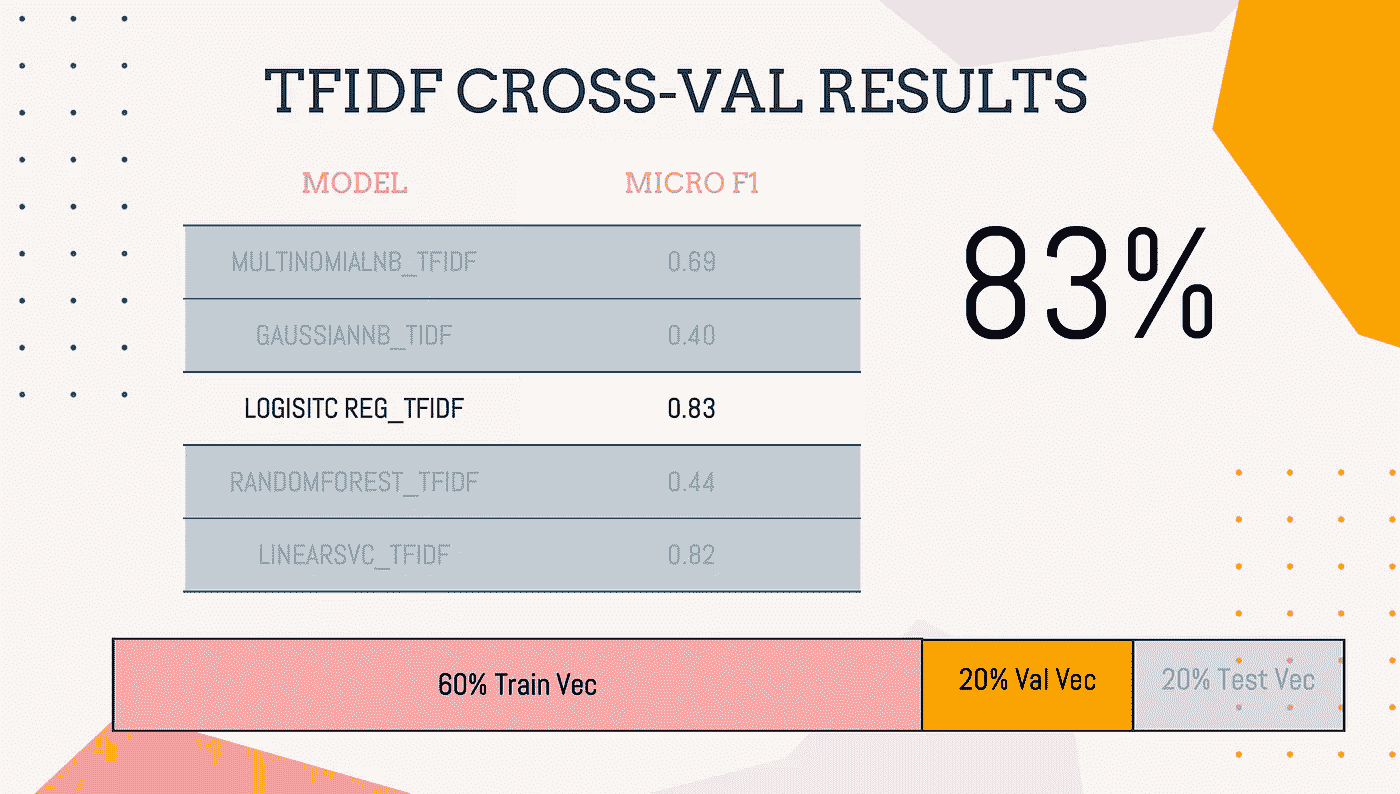 TFIDF CROSS-VAL RESULTS
MODEL MICRO F1
MULTINOMIALNB_TFIDF 0.69
83%
GAUSSIANNB_TIDF 0.40
LOGISITC REG_TFIDF 0.83
RANDOMFOREST_TFIDF 0.44
LINEARSVC_TFIDF 0.82
60% Train Vec 20% Val Vec 20% Test Vec